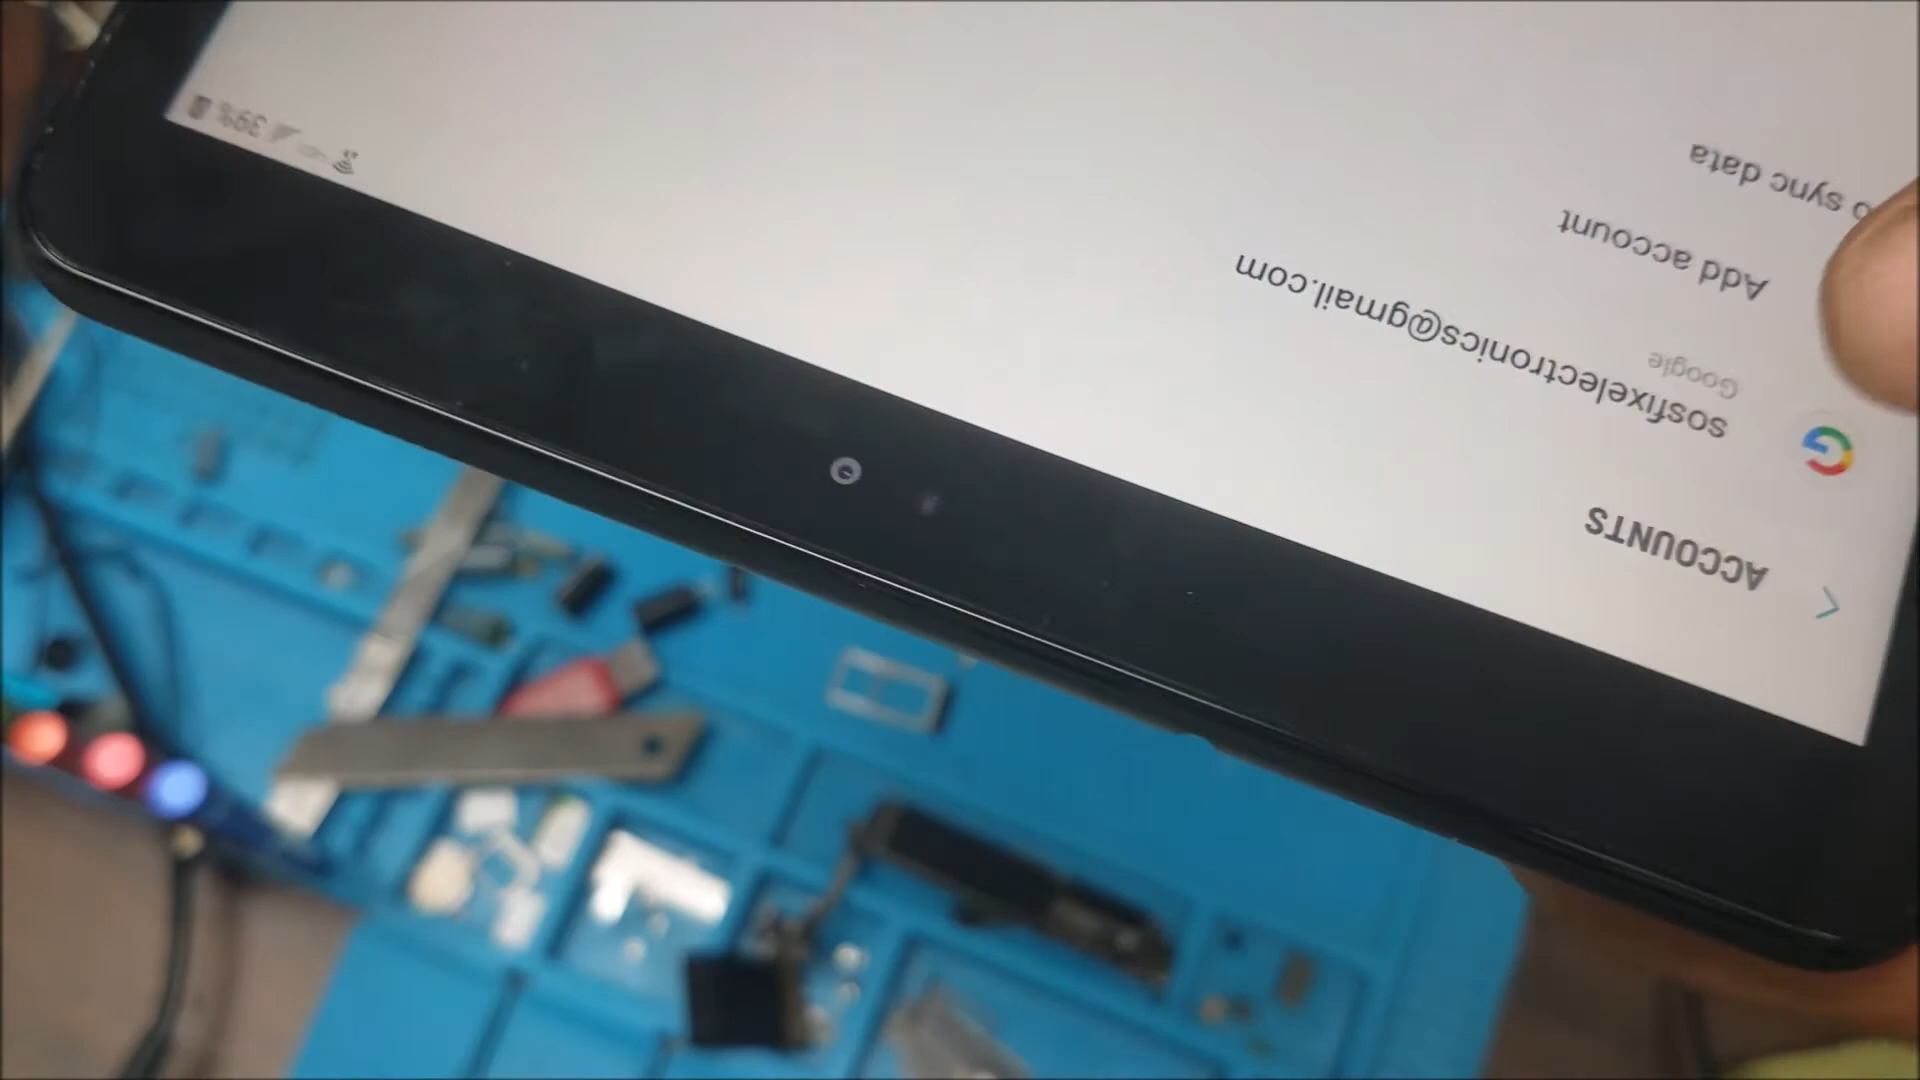 39%
ACCOUNTS
sosfixelectronics@gmail.com
Google
Add account
o sync data